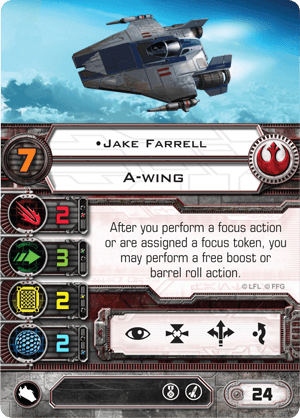 •Jake Farrell
7
A-wing
2
3
2
2
After you perform a focus action
or are assigned a focus token, you
may perform a free boost or
barrel roll action.
© LFL © FFG
24